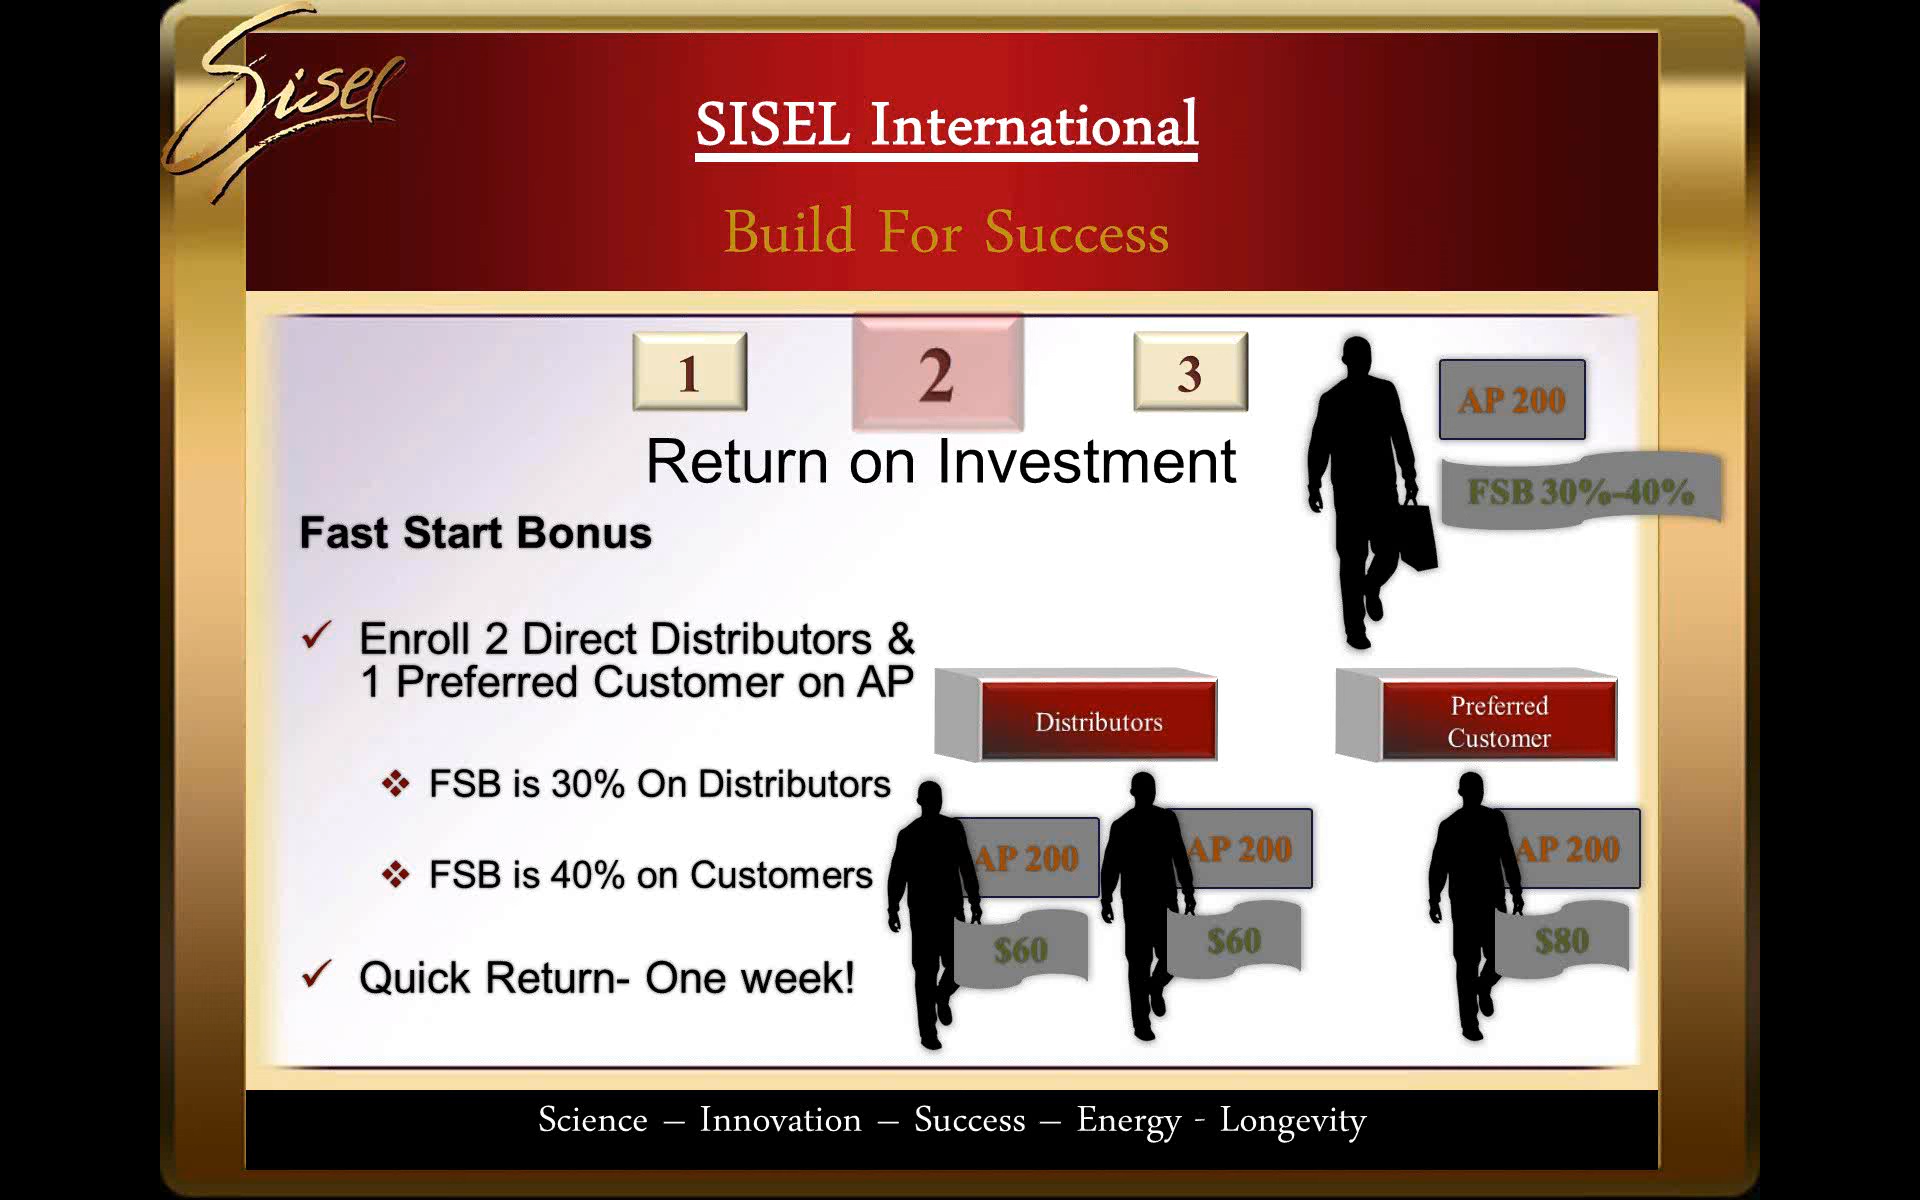 Sisel
SISEL International
Build For Success
1
2
3
Return on Investment
AP 200
FSB 30%-40%
Fast Start Bonus
✓ Enroll 2 Direct Distributors &
1 Preferred Customer on AP
❖ FSB is 30% On Distributors
❖ FSB is 40% on Customers
✓ Quick Return- One week!
Distributors
Preferred
Customer
AP 200
AP 200
AP 200
$60
$60
$80
Science – Innovation – Success – Energy - Longevity